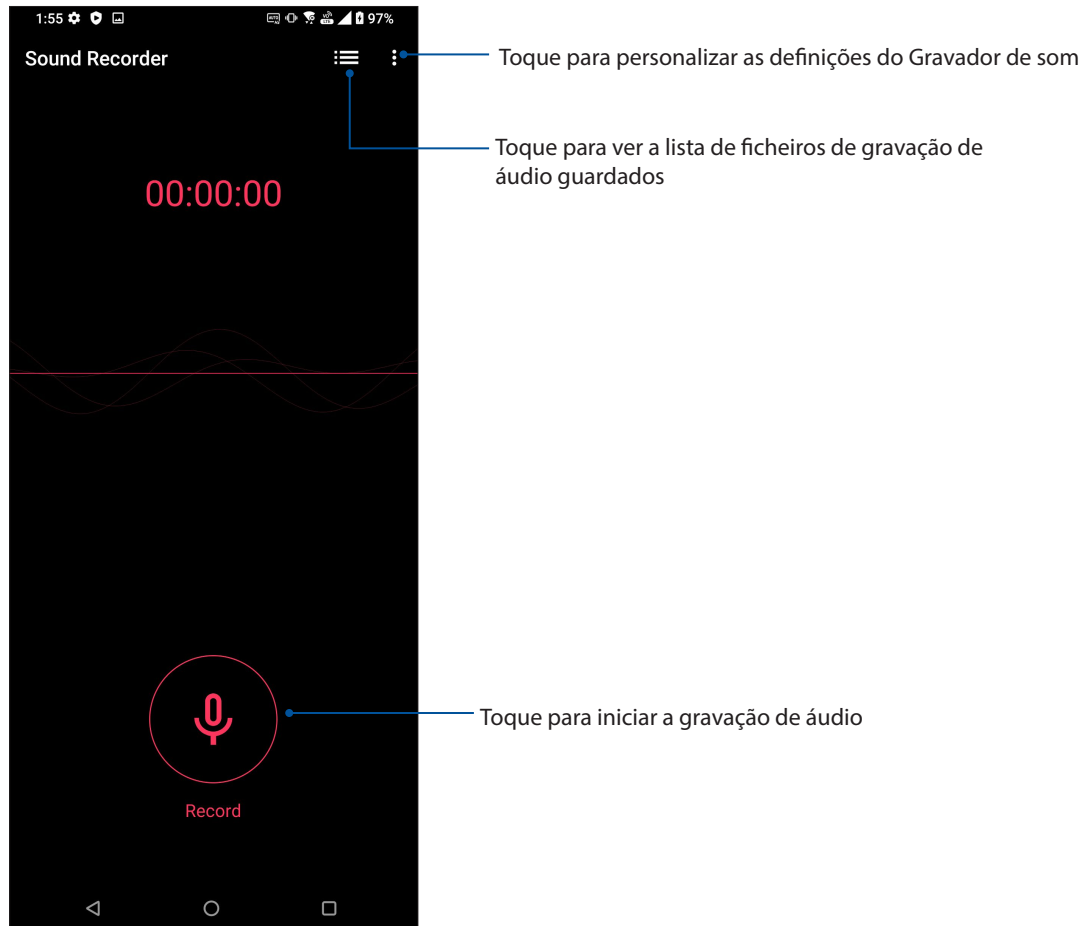 1:55 97%
Sound Recorder
Toque para personalizar as definições do Gravador de som
Toque para ver a lista de ficheiros de gravação de
áudio guardados
00:00:00
Toque para iniciar a gravação de áudio
Record